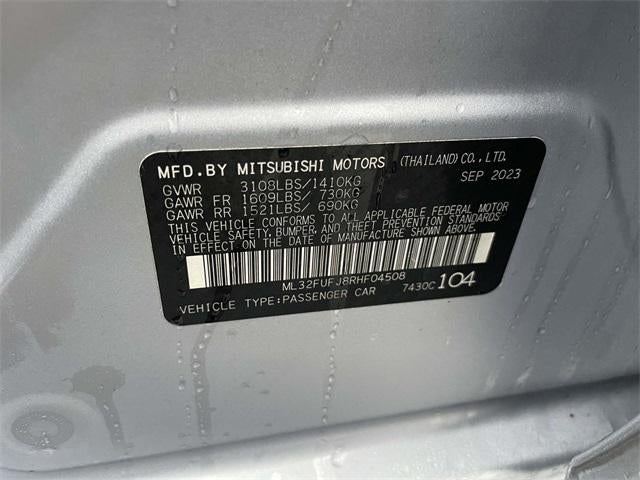 MFD. BY MITSUBISHI MOTORS (THAILAND) CO., LTD.
SEP 2023
GVWR 3108LBS/1410KG
GAWR FR 1609LBS/ 730KG
GAWR RR 1521LBS/ 690KG
THIS VEHICLE CONFORMS TO ALL APPLICABLE FEDERAL MOTOR
VEHICLE SAFETY, BUMPER, AND THEFT PREVENTION STANDARDS
IN EFFECT ON THE DATE OF MANUFACTURE SHOWN ABOVE.
ML32FUFJ8RHF04508
VEHICLE TYPE:PASSENGER CAR 7430C 104